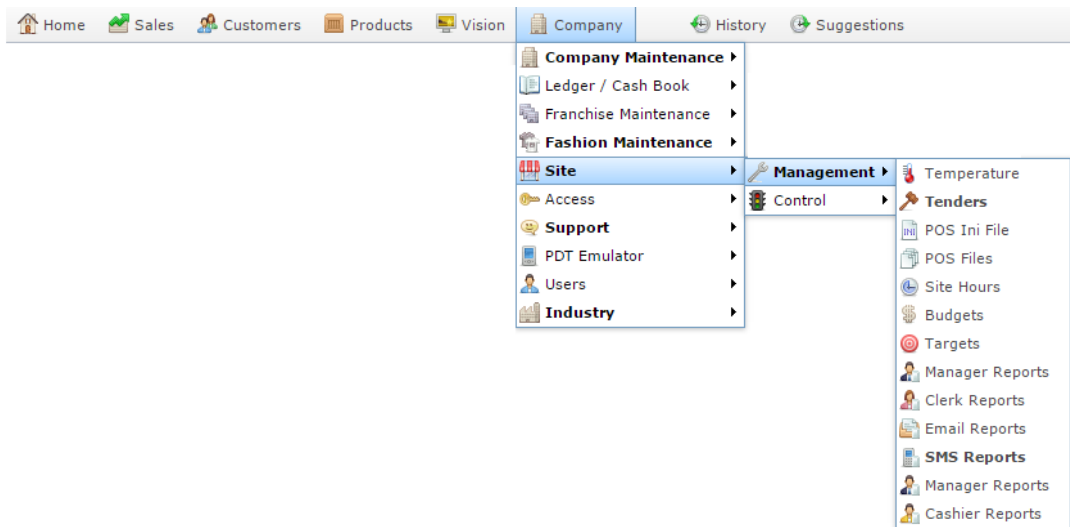 Home Sales Customers Products Vision Company History Suggestions
Company Maintenance
Ledger / Cash Book
Franchise Maintenance
Fashion Maintenance
Site
Access
Support
PDT Emulator
Users
Industry
Management
Control
Temperature
Tenders
INI POS Ini File
POS Files
Site Hours
Budgets
Targets
Manager Reports
Clerk Reports
Email Reports
SMS Reports
Manager Reports
Cashier Reports